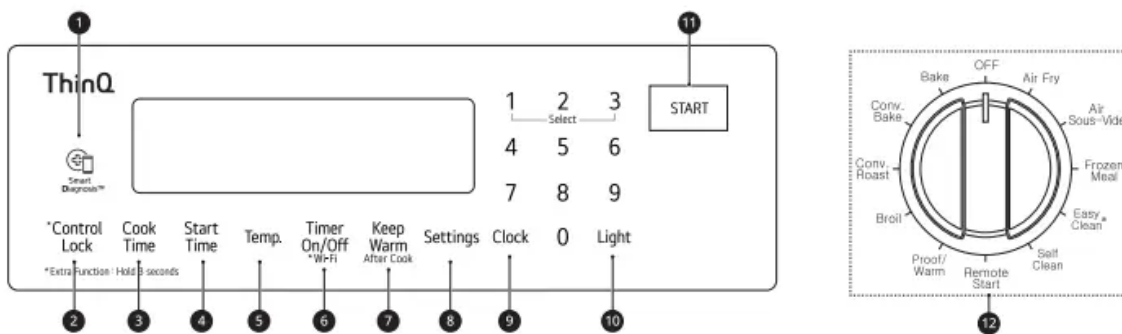 1
11
ThinQ
1 2 3
Select
START
4 5 6
Smart
Diagnosis™
7 8 9
*Control
Lock
Cook
Time
Start
Time
Temp.
Timer
On/Off
*Wi-Fi
Keep
Warm
After Cook
Settings
Clock
0
Light
*Extra Function : Hold 3 seconds
2 3 4 5 6 7 8 9 10
OFF
Air Fry
Air
Sous-Vide
Frozen
Meal
Easy*
Clean
Self
Clean
Remote
Start
Proof/
Warm
Broil
Conv.
Roast
Conv.
Bake
Bake
12